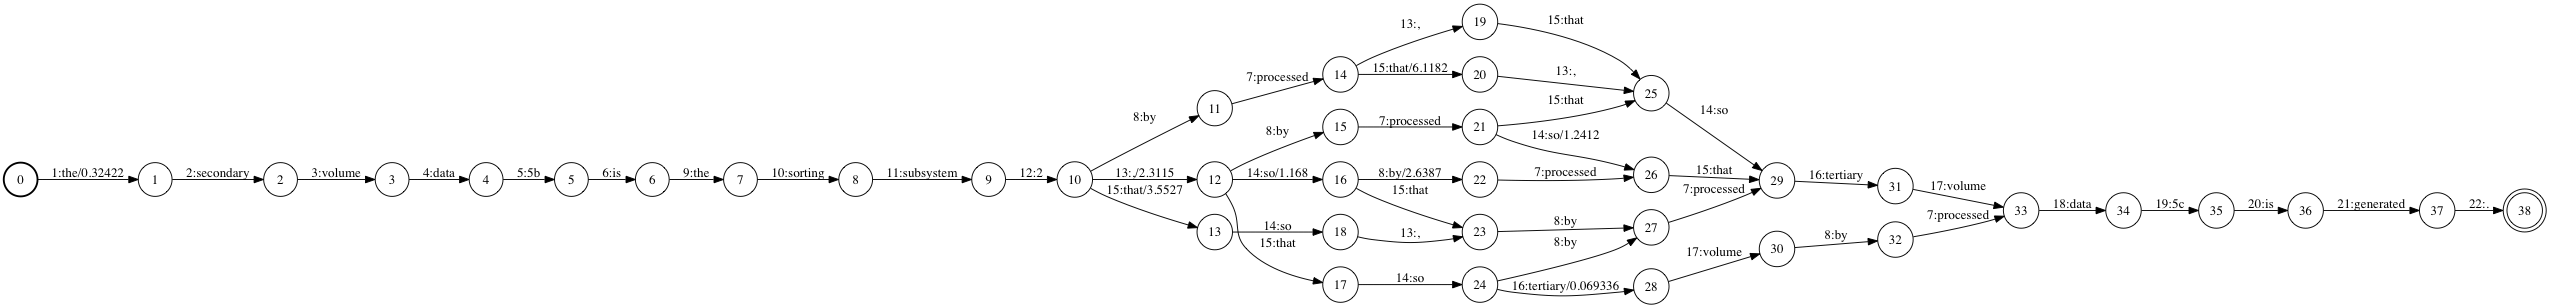 0 1:the/0.32422 1 2:secondary 2 3:volume 3 4:data 4 5:5b 5 6:is 6 9:the 7 10:sorting 8 11:subsystem 9 12:2 10
8:by 11 7:processed 14 13:, 19 15:that
15:that/6.1182 20 13:, 25 14:so
13:,/2.3115 12 8:by 15 7:processed 21 15:that
14:so/1.2412 26 15:that 29
14:so/1.168 16 8:by/2.6387 22 7:processed
15:that 23 8:by 27 7:processed
15:that/3.5527 13 14:so 18 13:,
15:that 17 14:so 24 8:by
16:tertiary/0.069336 28 17:volume 30 8:by 32 7:processed
16:tertiary 31 17:volume 33 18:data 34 19:5c 35 20:is 36 21:generated 37 22:. 38